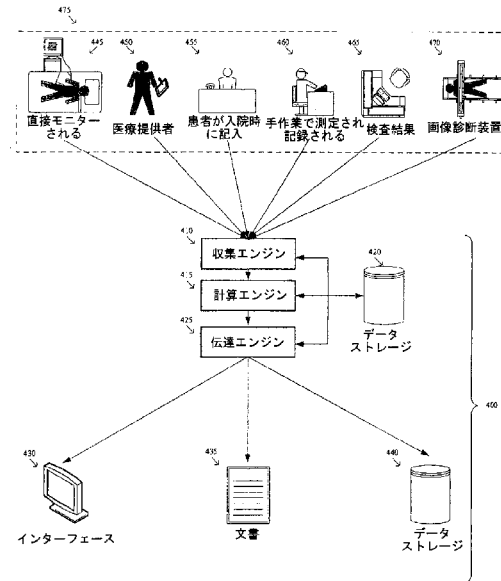 475
445
450
455
460
465
470
直接モニター
される
医療提供者
患者が入院時
に記入
手作業で測定され
記録される
検査結果
画像診断装置
410
収集エンジン
415
計算エンジン
420
425
伝達エンジン
データ
ストレージ
400
430
435
440
インターフェース
文書
データ
ストレージ